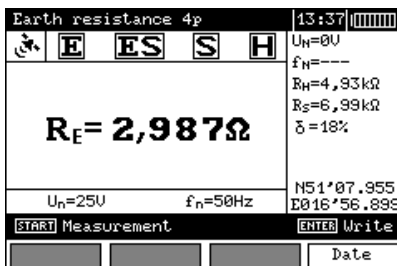 Earth resistance 4p 13:37
E ES S H
UN=0V
fN=---
RH=4,93kΩ
RS=6,99kΩ
δ=18%
RE= 2,987Ω
N51°07.955
E016°56.899
Un=25V fn=50Hz
START Measurement ENTER Write
Date